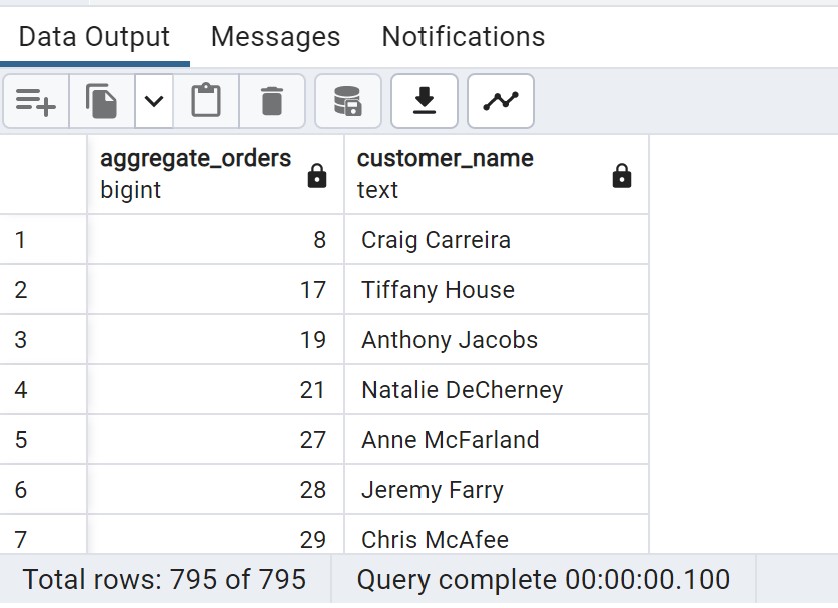 Data Output Messages Notifications
aggregate_orders customer_name
bigint text
1 8 Craig Carreira
2 17 Tiffany House
3 19 Anthony Jacobs
4 21 Natalie DeCherney
5 27 Anne McFarland
6 28 Jeremy Farry
7 29 Chris McAfee
Total rows: 795 of 795 Query complete 00:00:00.100